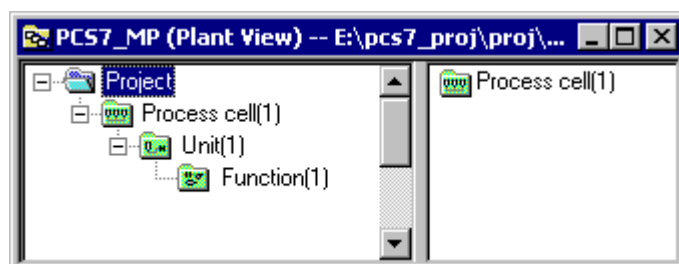 PCS7_MP (Plant View) -- E:\pcs7_proj\proj\...
Project
Process cell(1)
Unit(1)
Function(1)
Process cell(1)